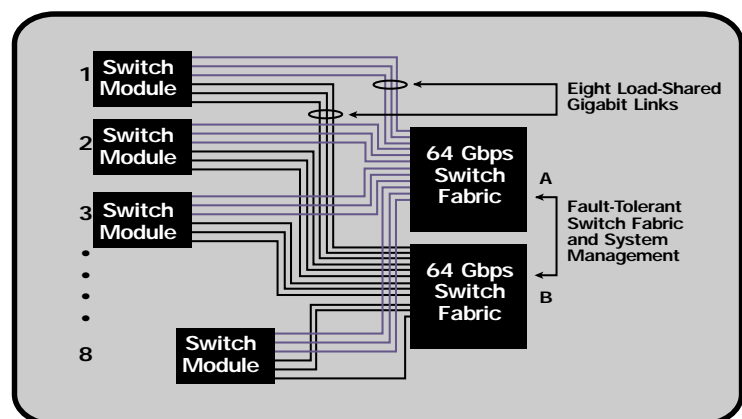 1
Switch
Module
Eight Load-Shared
Gigabit Links
2
Switch
Module
64 Gbps
Switch
Fabric
A
3
Switch
Module
Fault-Tolerant
Switch Fabric
and System
Management
64 Gbps
Switch
Fabric
B
8
Switch
Module